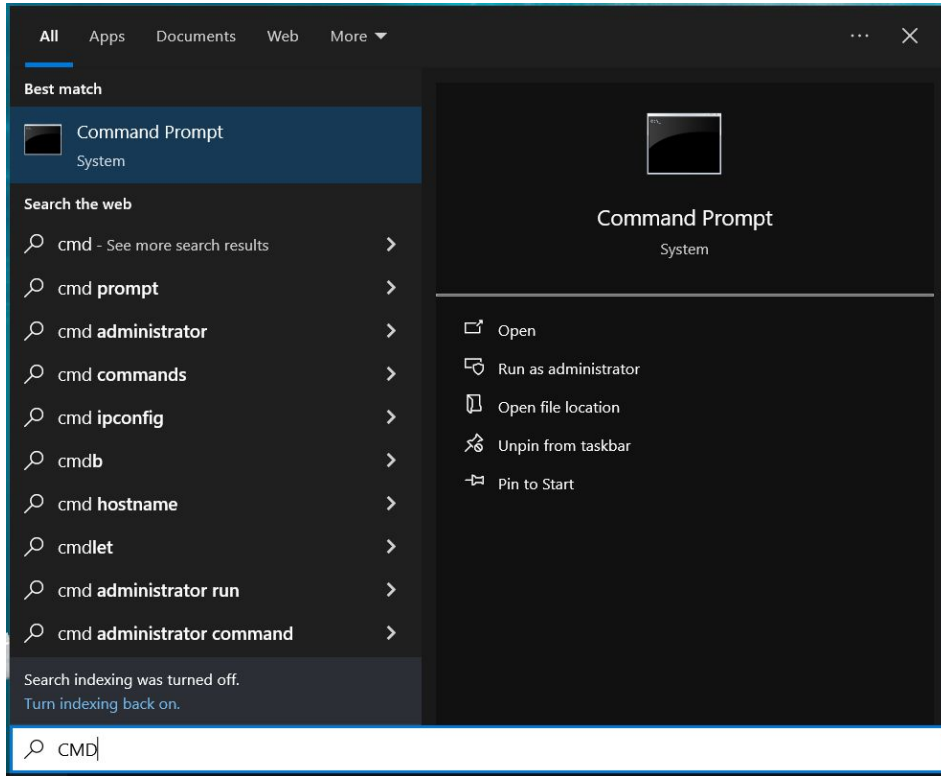 All Apps Documents Web More
Best match
Command Prompt
System
Search the web
cmd - See more search results
cmd prompt
cmd administrator
cmd commands
cmd ipconfig
cmdb
cmd hostname
cmdlet
cmd administrator run
cmd administrator command
Search indexing was turned off.
Turn indexing back on.
Command Prompt
System
Open
Run as administrator
Open file location
Unpin from taskbar
Pin to Start
CMD